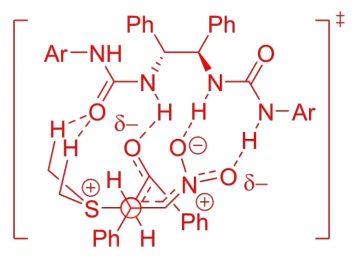 Ph Ph ‡
Ar NH O
N N
O H H N Ar
H δ– H
H O O −
H N O δ–
+ +
S Ph
Ph H